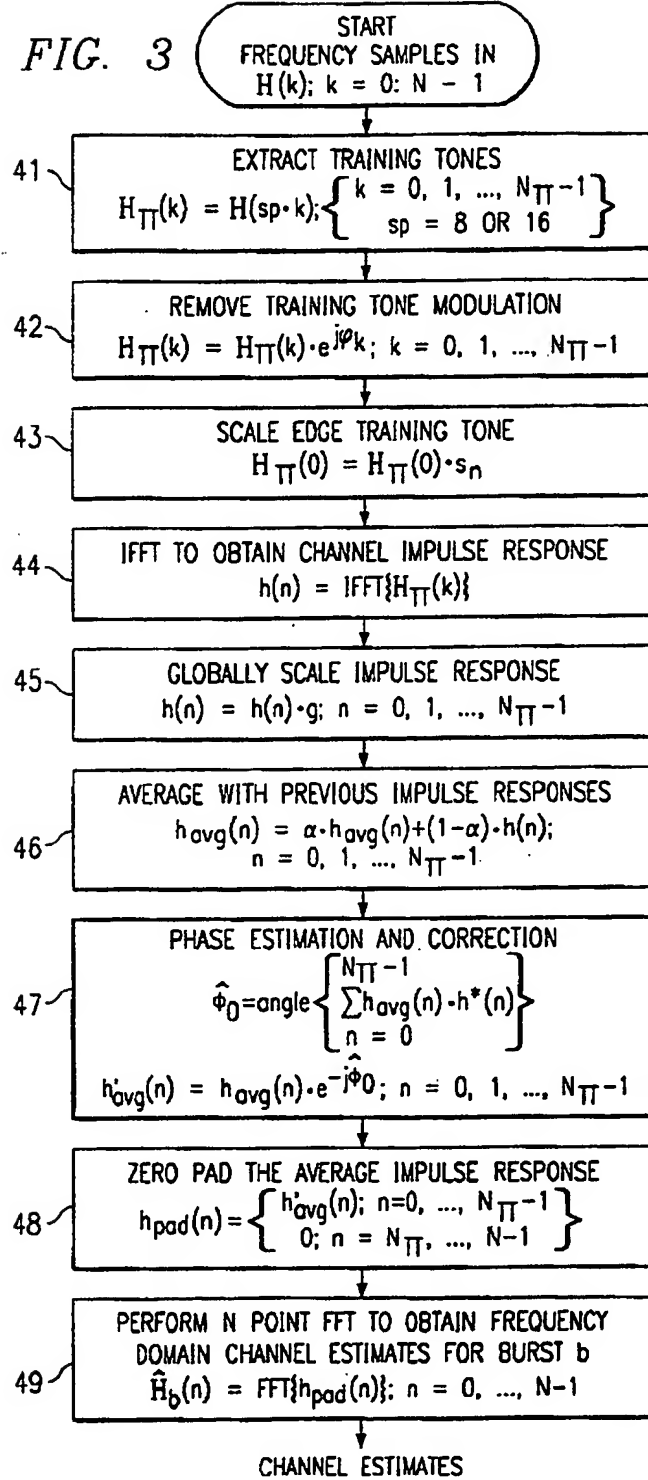 FIG. 3
START
FREQUENCY SAMPLES IN
H(k); k = 0: N - 1
41
EXTRACT TRAINING TONES
H_TT(k) = H(sp·k); { k = 0, 1, ..., N_TT-1
sp = 8 OR 16 }
42
REMOVE TRAINING TONE MODULATION
H_TT(k) = H_TT(k)·e^jφk; k = 0, 1, ..., N_TT-1
43
SCALE EDGE TRAINING TONE
H_TT(0) = H_TT(0)·s_n
44
IFFT TO OBTAIN CHANNEL IMPULSE RESPONSE
h(n) = IFFT{H_TT(k)}
45
GLOBALLY SCALE IMPULSE RESPONSE
h(n) = h(n)·g; n = 0, 1, ..., N_TT-1
46
AVERAGE WITH PREVIOUS IMPULSE RESPONSES
h_avg(n) = α·h_avg(n)+(1-α)·h(n);
n = 0, 1, ..., N_TT-1
47
PHASE ESTIMATION AND CORRECTION
N_TT-1
ϕ̂_0=angle{ Σh_avg(n)·h*(n) }
n = 0
h'_avg(n) = h_avg(n)·e^-jϕ̂0; n = 0, 1, ..., N_TT-1
48
ZERO PAD THE AVERAGE IMPULSE RESPONSE
h_pad(n) = { h'_avg(n); n=0, ..., N_TT-1
0; n = N_TT, ..., N-1 }
49
PERFORM N POINT FFT TO OBTAIN FREQUENCY
DOMAIN CHANNEL ESTIMATES FOR BURST b
Ĥ_b(n) = FFT{h_pad(n)}; n = 0, ..., N-1
CHANNEL ESTIMATES